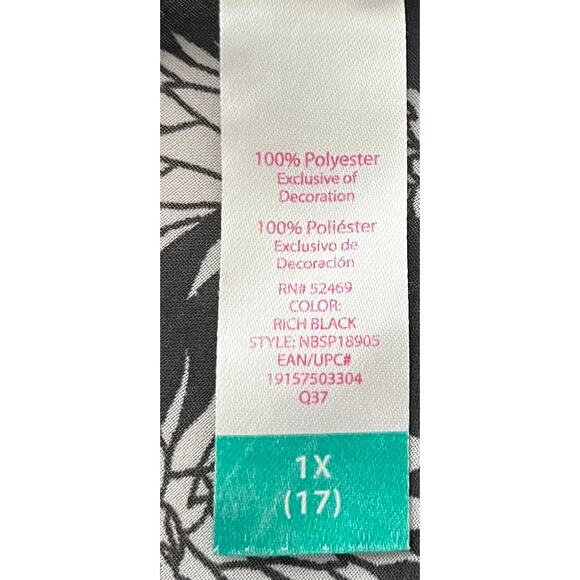 100% Polyester
Exclusive of
Decoration
100% Poliéster
Exclusivo de
Decoración
RN# 52469
COLOR:
RICH BLACK
STYLE: NBSP18905
EAN/UPC#
19157503304
Q37
1X
(17)